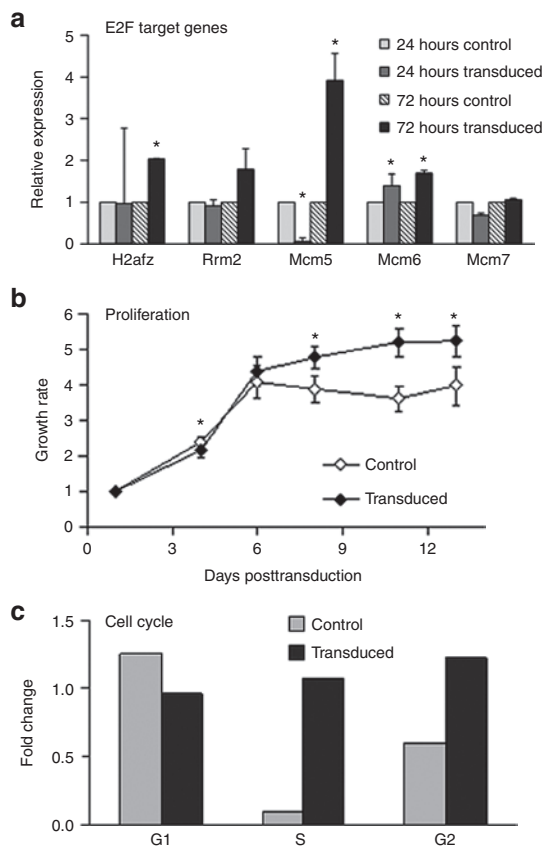 a
E2F target genes
5
4
3
2
1
0
Relative expression
24 hours control
24 hours transduced
72 hours control
72 hours transduced
*
*
*
*
*
H2afz
Rrm2
Mcm5
Mcm6
Mcm7
b
Proliferation
6
5
4
3
2
1
0
Growth rate
*
*
*
*
Control
Transduced
0
3
6
9
12
Days posttransduction
c
Cell cycle
1.5
1.0
0.5
0.0
Fold change
Control
Transduced
G1
S
G2